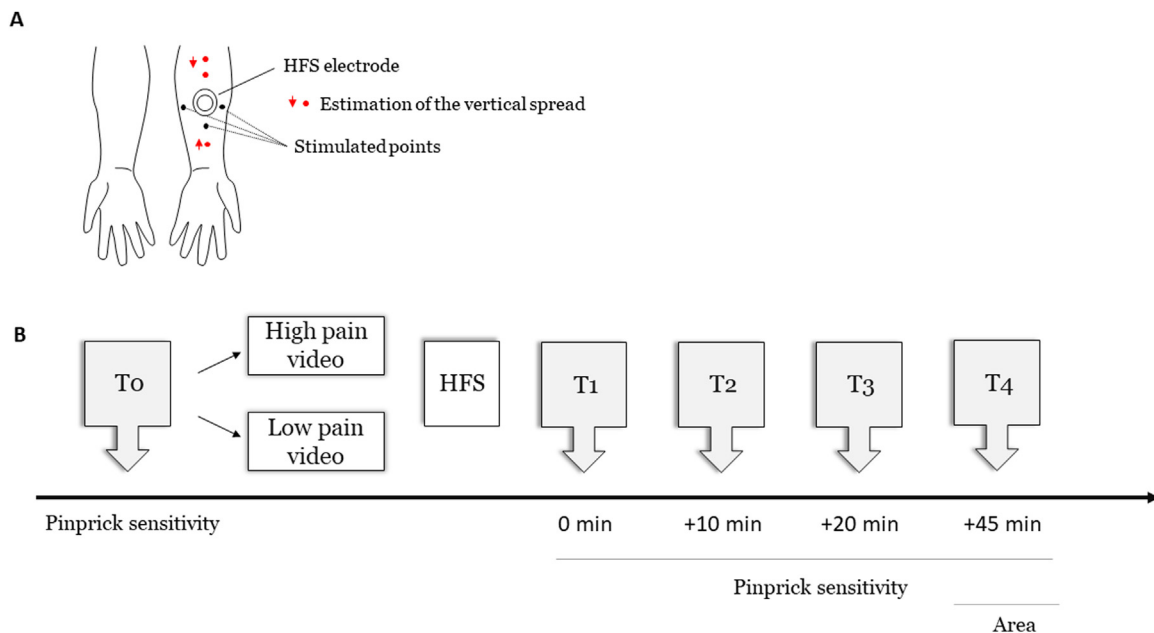 A
HFS electrode
Estimation of the vertical spread
Stimulated points
B
High pain
video
T0
HFS
T1
T2
T3
T4
Low pain
video
Pinprick sensitivity
0 min
+10 min
+20 min
+45 min
Pinprick sensitivity
Area